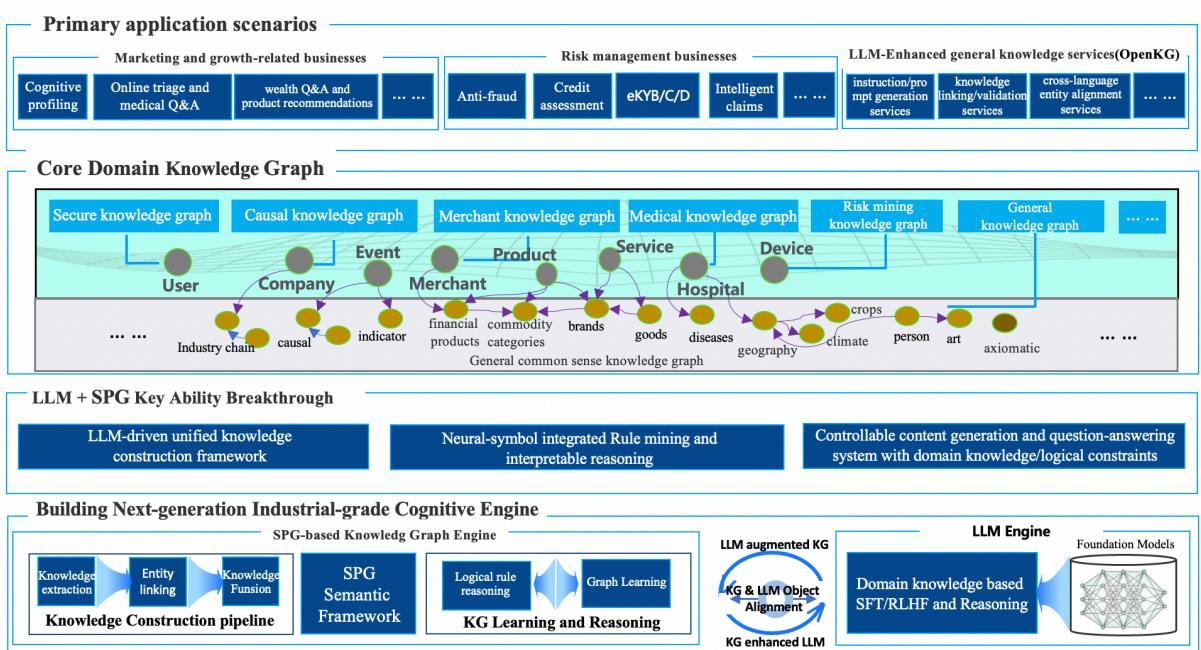 Primary application scenarios
Marketing and growth-related businesses
Cognitive
profiling
Online triage and
medical Q&A
wealth Q&A and
product recommendations
... ...
Risk management businesses
Anti-fraud
Credit
assessment
eKYB/C/D
Intelligent
claims
... ...
LLM-Enhanced general knowledge services(OpenKG)
instruction/pro
mpt generation
services
knowledge
linking/validation
services
cross-language
entity alignment
services
... ...
Core Domain Knowledge Graph
Secure knowledge graph
Causal knowledge graph
Merchant knowledge graph
Medical knowledge graph
Risk mining
knowledge graph
General
knowledge graph
... ...
User
Company
Event
Merchant
Product
Service
Hospital
Device
... ...
Industry chain
causal
indicator
financial
products
commodity
categories
brands
goods
diseases
geography
crops
climate
person
art
axiomatic
... ...
General common sense knowledge graph
LLM + SPG Key Ability Breakthrough
LLM-driven unified knowledge
construction framework
Neural-symbol integrated Rule mining and
interpretable reasoning
Controllable content generation and question-answering
system with domain knowledge/logical constraints
Building Next-generation Industrial-grade Cognitive Engine
SPG-based Knowledg Graph Engine
Knowledge
extraction
Entity
linking
Knowledge
Funsion
Knowledge Construction pipeline
SPG
Semantic
Framework
Logical rule
reasoning
Graph Learning
KG Learning and Reasoning
LLM augmented KG
KG & LLM Object
Alignment
KG enhanced LLM
LLM Engine
Domain knowledge based
SFT/RLHF and Reasoning
Foundation Models